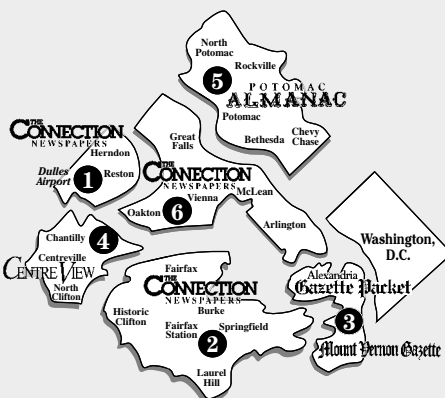 North
Potomac
Rockville
5
POTOMAC
ALMANAC
Potomac
Bethesda
Chevy
Chase
THE
CONNECTION
NEWSPAPERS
Herndon
Dulles
Airport
1
Reston
Great
Falls
THE
CONNECTION
NEWSPAPERS
Vienna
McLean
Oakton
6
Arlington
Chantilly
4
Centreville
CENTRE VIEW
North
Clifton
Washington,
D.C.
Fairfax
THE
CONNECTION
NEWSPAPERS
Burke
Historic
Clifton
Fairfax
Station
Springfield
2
Laurel
Hill
Alexandria
Gazette Packet
3
Mount Vernon Gazette